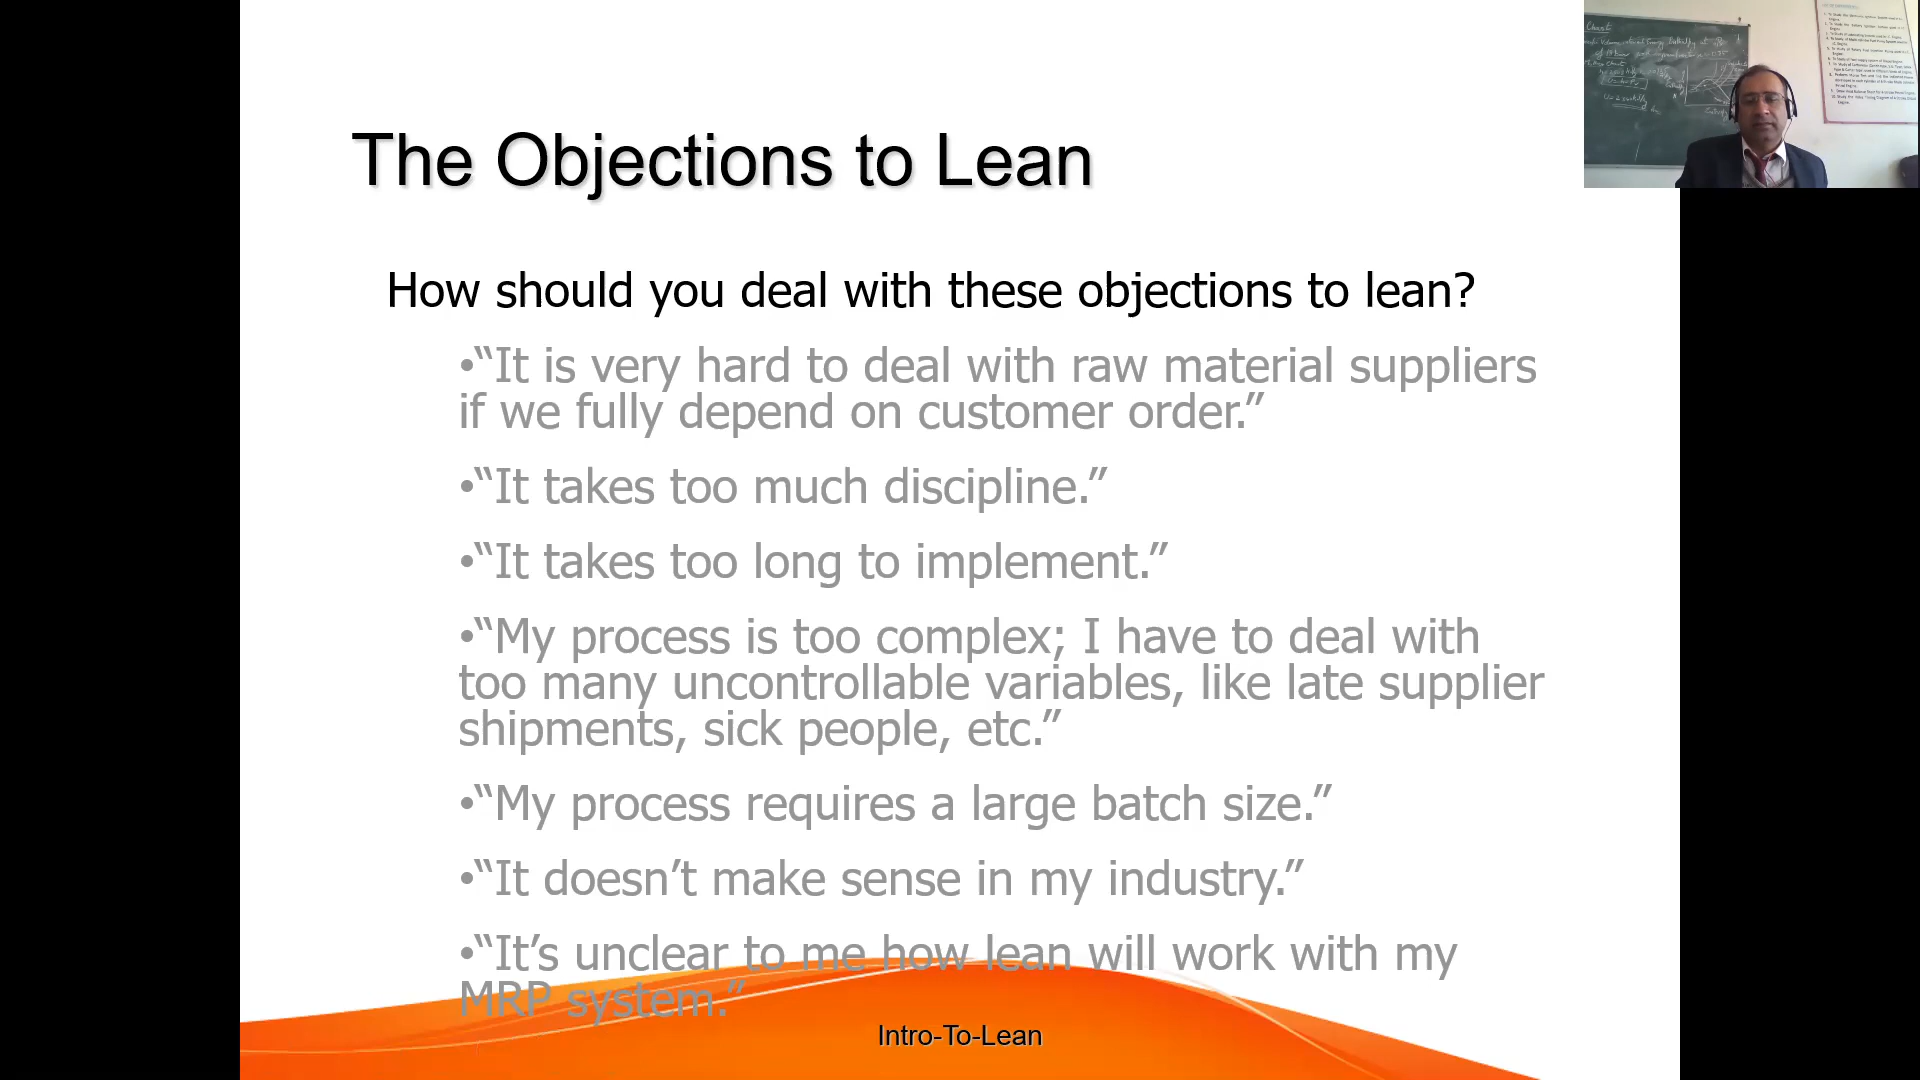 The Objections to Lean
How should you deal with these objections to lean?
•“It is very hard to deal with raw material suppliers
if we fully depend on customer order.”
•“It takes too much discipline.”
•“It takes too long to implement.”
•“My process is too complex; I have to deal with
too many uncontrollable variables, like late supplier
shipments, sick people, etc.”
•“My process requires a large batch size.”
•“It doesn’t make sense in my industry.”
•“It’s unclear to me how lean will work with my
MRP system.”
Intro-To-Lean